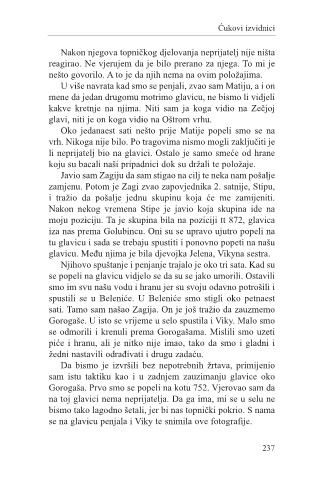 Ćukovi izvidnici
Nakon njegova topničkog djelovanja neprijatelj nije ništa
reagirao. Ne vjerujem da je bilo prerano za njega. To mi je
nešto govorilo. A to je da njih nema na ovim položajima.
U više navrata kad smo se penjali, zvao sam Matiju, a i on
mene da jedan drugomu motrimo glavicu, ne bismo li vidjeli
kakve kretnje na njima. Niti sam ja koga vidio na Zečjoj
glavi, niti je on koga vidio na Oštrom vrhu.
Oko jedanaest sati nešto prije Matije popeli smo se na
vrh. Nikoga nije bilo. Po tragovima nismo mogli zaključiti je
li neprijatelj bio na glavici. Ostalo je samo smeće od hrane
koju su bacali naši pripadnici dok su držali te položaje.
Javio sam Zagiju da sam stigao na cilj te neka nam pošalje
zamjenu. Potom je Zagi zvao zapovjednika 2. satnije, Stipu,
i tražio da pošalje jednu skupinu koja će me zamijeniti.
Nakon nekog vremena Stipe je javio koja skupina ide na
moju poziciju. Ta je skupina bila na poziciji tt 872, glavica
iza nas prema Golubincu. Oni su se upravo ujutro popeli na
tu glavicu i sada se trebaju spustiti i ponovno popeti na našu
glavicu. Među njima je bila djevojka Jelena, Vikyna sestra.
Njihovo spuštanje i penjanje trajalo je oko tri sata. Kad su
se popeli na glavicu vidjelo se da su se jako umorili. Ostavili
smo im svu našu vodu i hranu jer su svoju odavno potrošili i
spustili se u Beleniće. U Beleniće smo stigli oko petnaest
sati. Tamo sam našao Zagija. On je još tražio da zauzmemo
Gorogaše. U isto se vrijeme u selo spustila i Viky. Malo smo
se odmorili i krenuli prema Gorogašama. Mislili smo uzeti
piće i hranu, ali je nitko nije imao, tako da smo i gladni i
žedni nastavili odrađivati i drugu zadaću.
Da bismo je izvršili bez nepotrebnih žrtava, primijenio
sam istu taktiku kao i u zadnjem zauzimanju glavice oko
Gorogaša. Prvo smo se popeli na kotu 752. Vjerovao sam da
na toj glavici nema neprijatelja. Da ga ima, mi se u selu ne
bismo tako lagodno šetali, jer bi nas topnički pokrio. S nama
se na glavicu penjala i Viky te snimila ove fotografije.
237